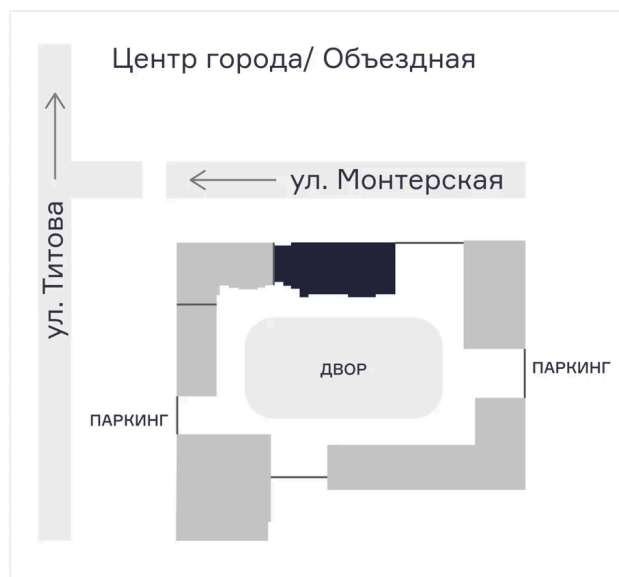 Центр города/ Объездная
ул. Монтерская
ул. Титова
ДВОР
ПАРКИНГ
ПАРКИНГ